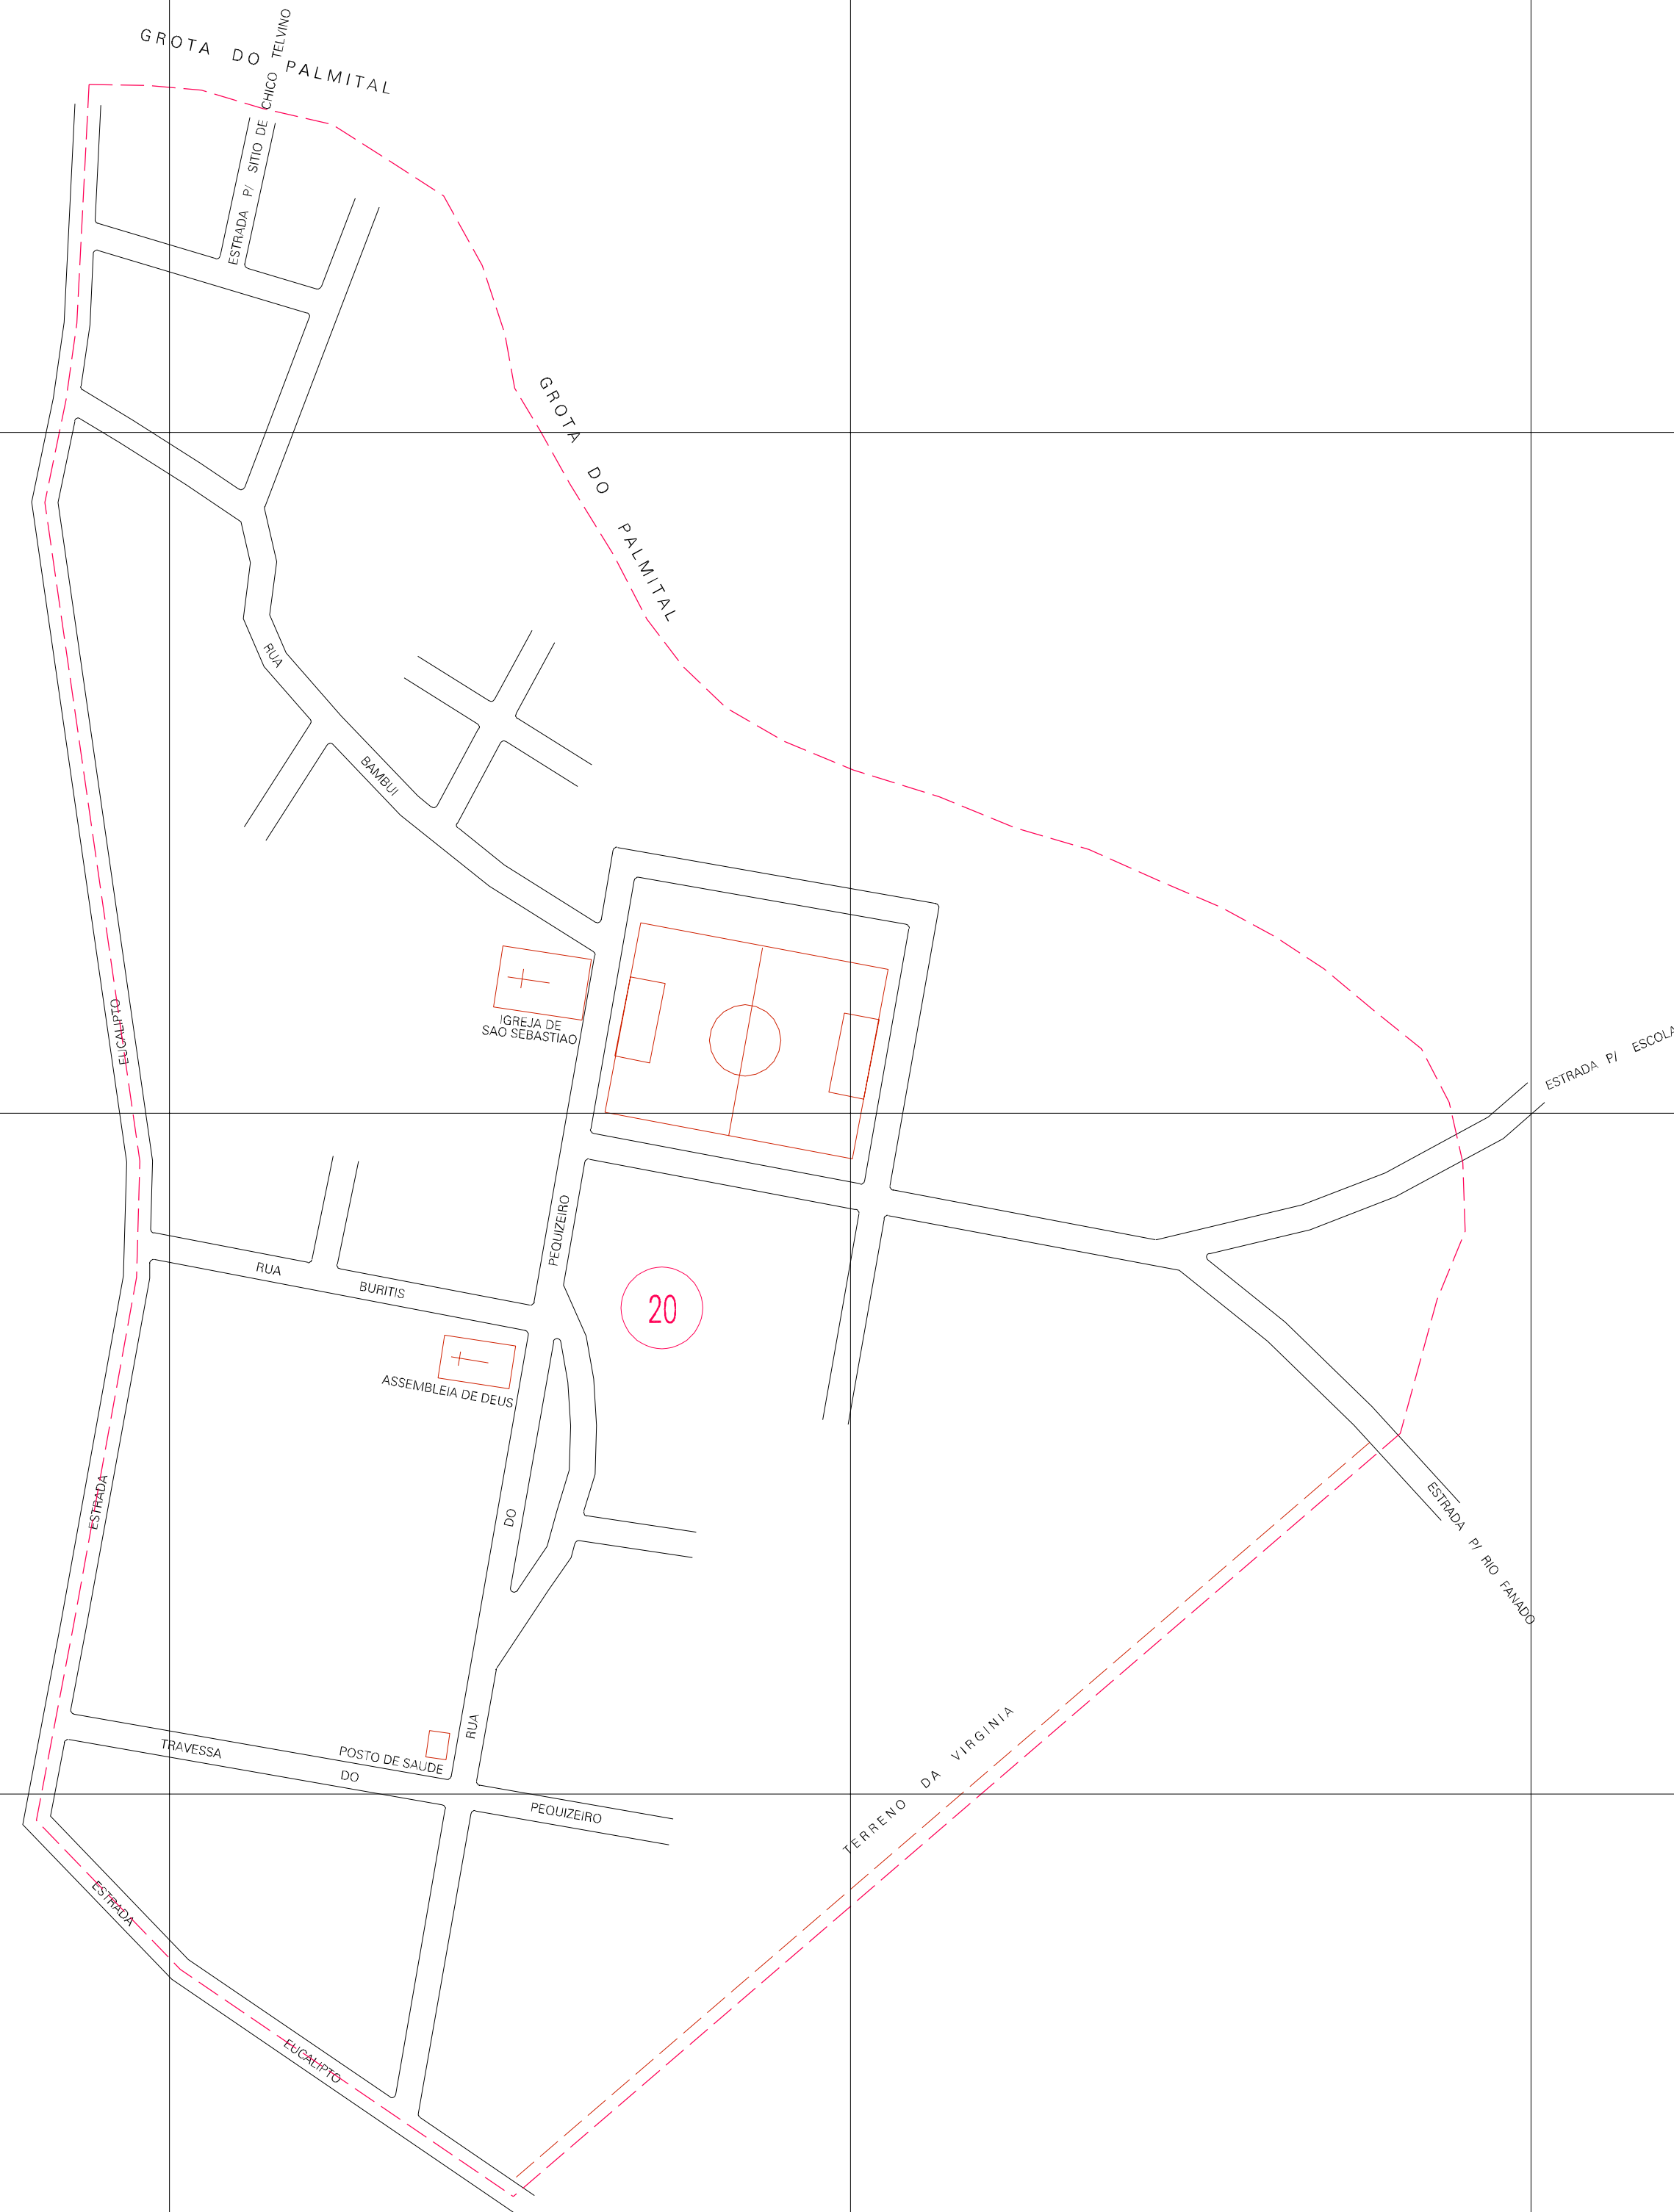 GROTA DO PALMITAL
ESTRADA P/ SITIO DE CHICO TELVINO
GROTA DO PALMITAL
RUA BAMBUI
IGREJA DE
SAO SEBASTIAO
EUCALIPTO
ESTRADA P/ ESCOLA
RUA BURITIS
PEQUIZEIRO
20
ASSEMBLEIA DE DEUS
ESTRADA
DO
ESTRADA P/ RIO FANADO
RUA
TERRENO DA VIRGINIA
POSTO DE SAUDE
TRAVESSA DO PEQUIZEIRO
ESTRADA
EUCALIPTO